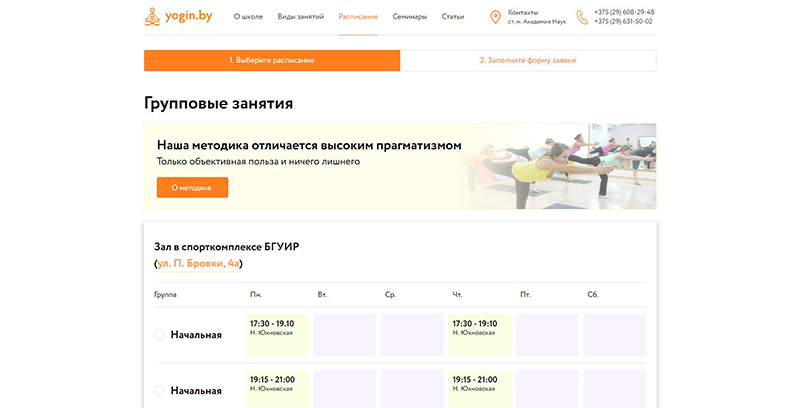 yogin.by
О школе Виды занятий Расписание Семинары Статьи
Контакты
ст. м. Академия Наук
+375 (29) 608-29-48
+375 (29) 631-50-02
1. Выберите расписание
2. Заполните форму заявки
Групповые занятия
Наша методика отличается высоким прагматизмом
Только объективная польза и ничего лишнего
О методике
Зал в спорткомплексе БГУИР
(ул. П. Бровки, 4а)
Группа Пн. Вт. Ср. Чт. Пт. Сб.
Начальная
17:30 - 19.10
Н. Юхновская
17:30 - 19:10
Н. Юхновская
Начальная
19:15 - 21:00
Н. Юхновская
19:15 - 21:00
Н. Юхновская